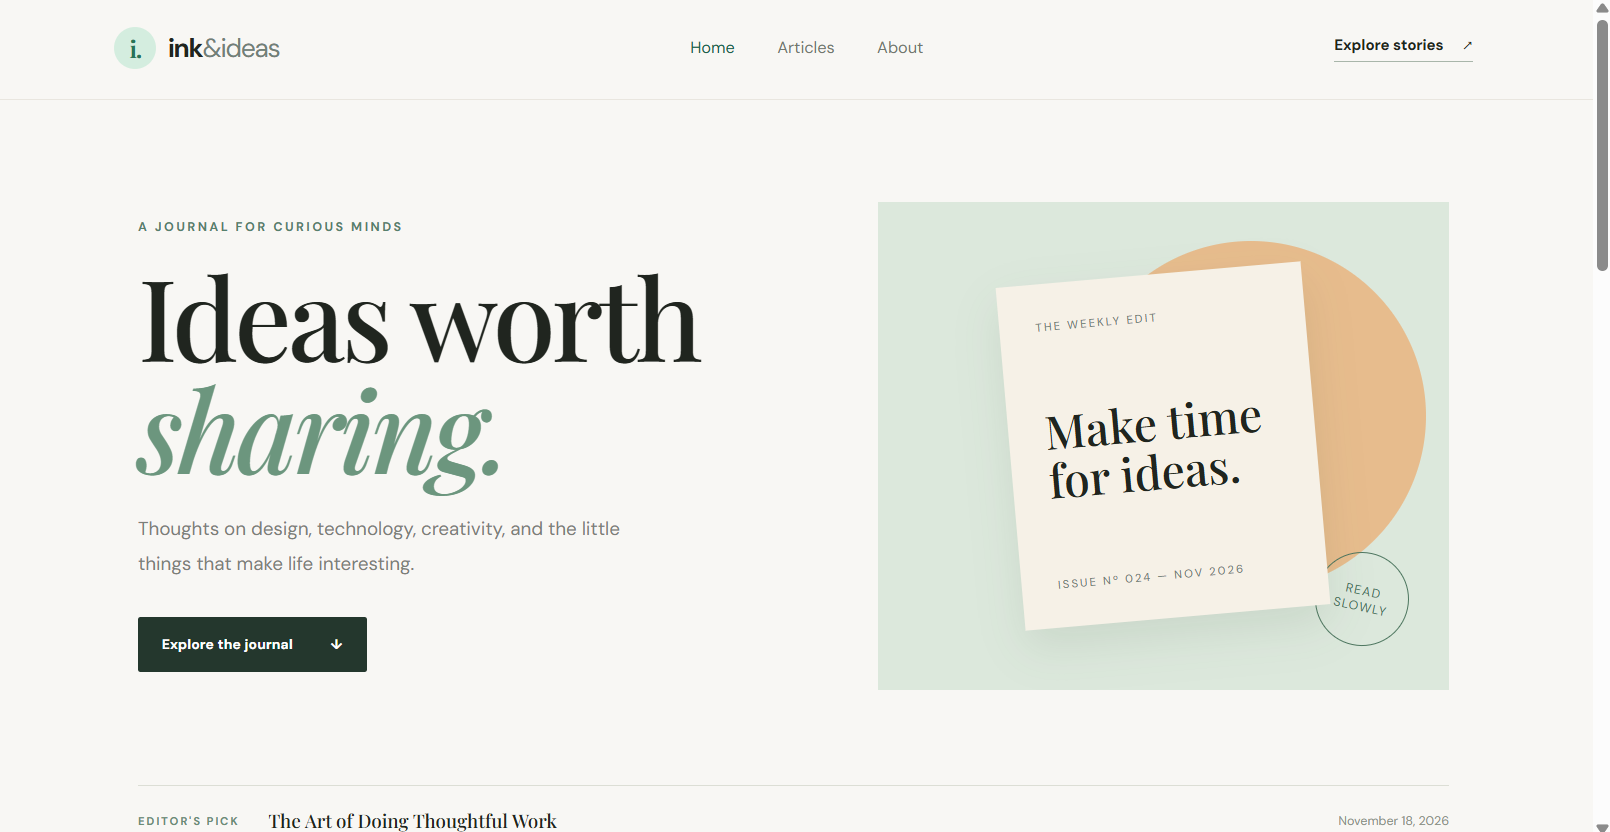 i.
ink&ideas
Home
Articles
About
Explore stories ↗
A JOURNAL FOR CURIOUS MINDS
Ideas worth
sharing.
Thoughts on design, technology, creativity, and the little
things that make life interesting.
Explore the journal ↓
THE WEEKLY EDIT
Make time
for ideas.
ISSUE Nº 024 — NOV 2026
READ
SLOWLY
EDITOR'S PICK
The Art of Doing Thoughtful Work
November 18, 2026